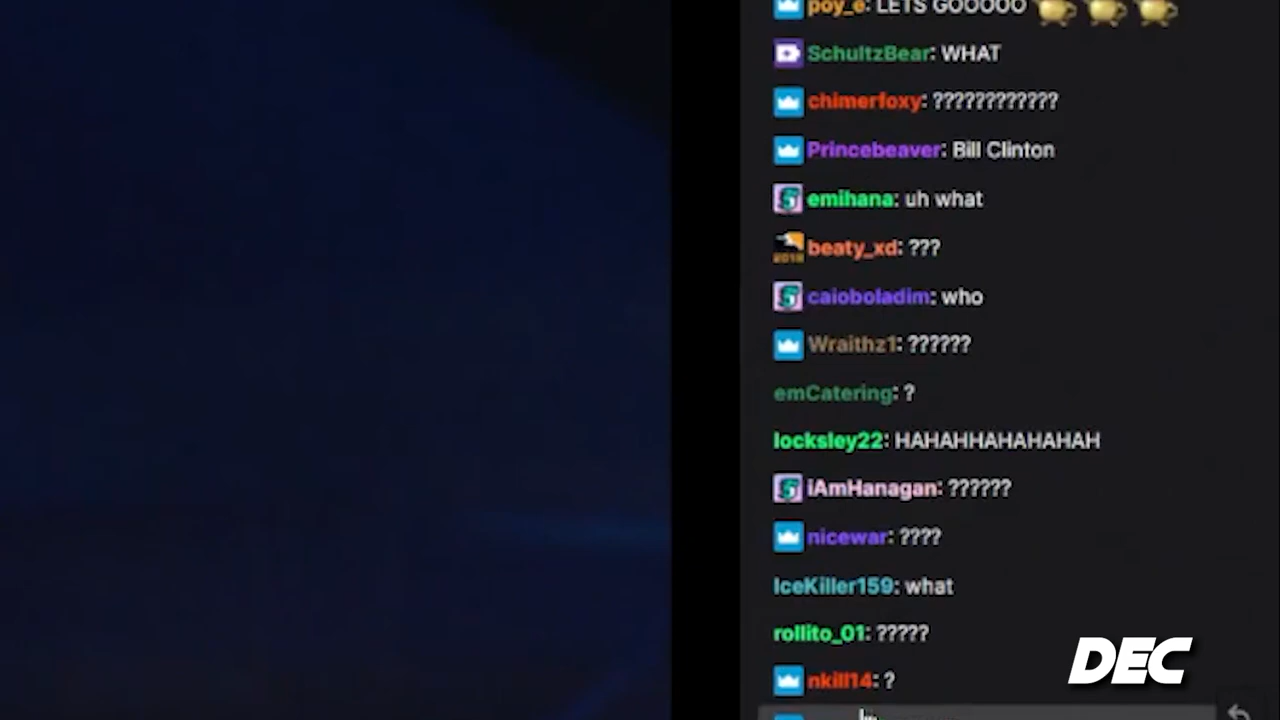 poy_e: LETS GOOOOO
SchultzBear: WHAT
chimerfoxy: ????????????
Princebeaver: Bill Clinton
emihana: uh what
beaty_xd: ???
caioboladim: who
Wraithz1: ??????
emCatering: ?
locksley22: HAHAHHAHAHAHAH
iAmHanagan: ??????
nicewar: ????
IceKiller159: what
rollito_01: ?????
DEC
nkill14: ?